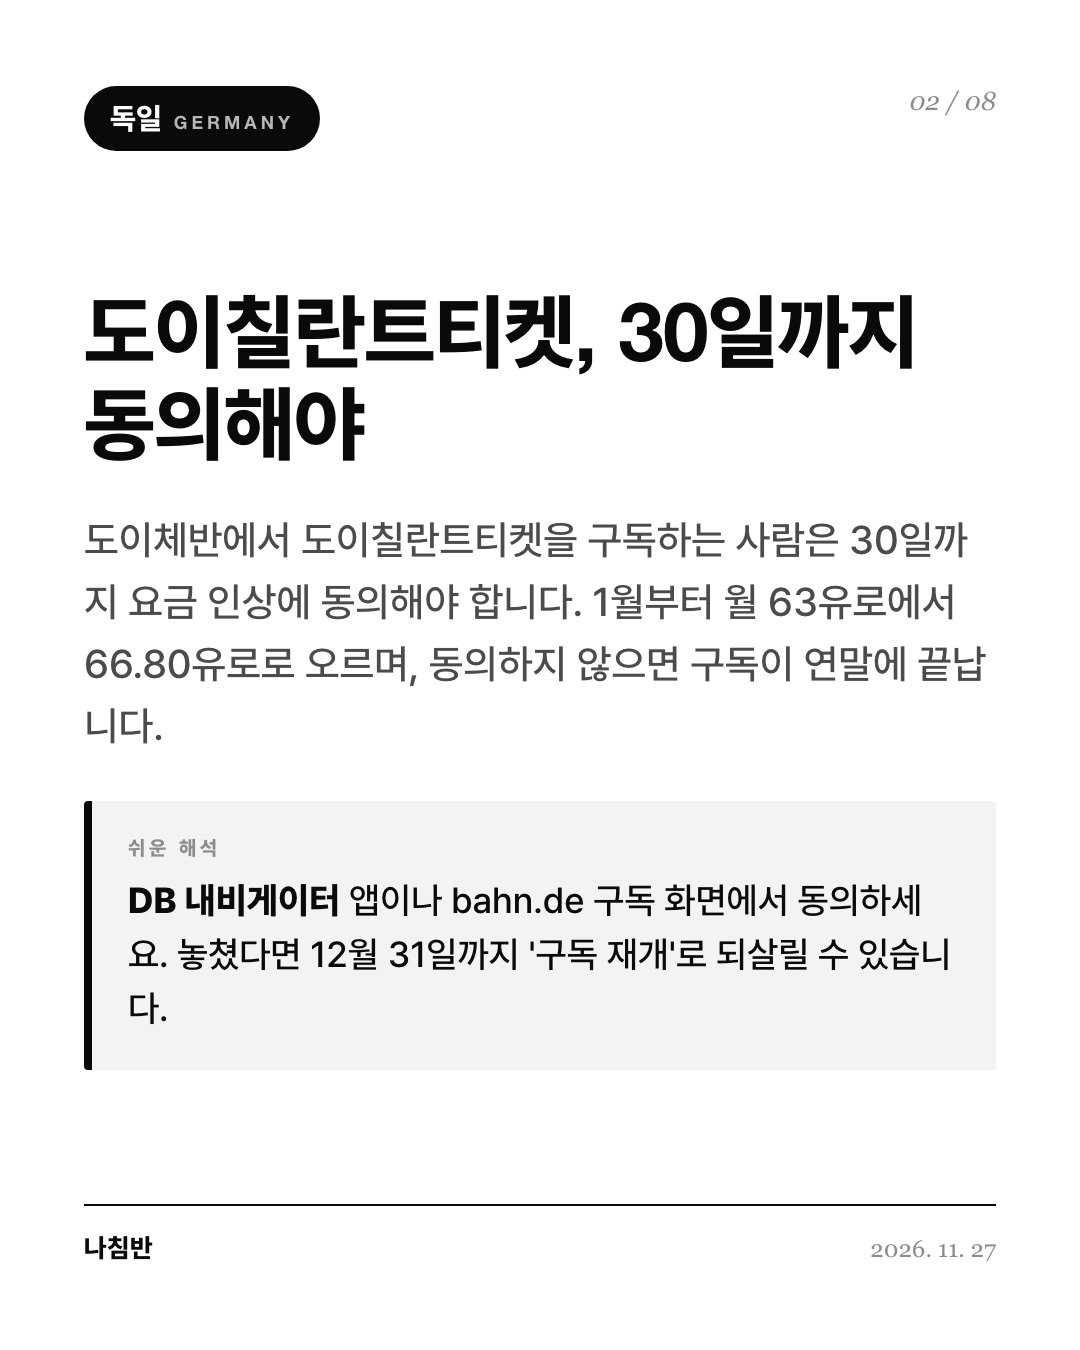 독일 GERMANY
02 / 08
도이칠란트티켓, 30일까지
동의해야
도이체반에서 도이칠란트티켓을 구독하는 사람은 30일까
지 요금 인상에 동의해야 합니다. 1월부터 월 63유로에서
66.80유로로 오르며, 동의하지 않으면 구독이 연말에 끝납
니다.
쉬운 해석
DB 내비게이터 앱이나 bahn.de 구독 화면에서 동의하세
요. 놓쳤다면 12월 31일까지 '구독 재개'로 되살릴 수 있습니
다.
나침반
2026. 11. 27